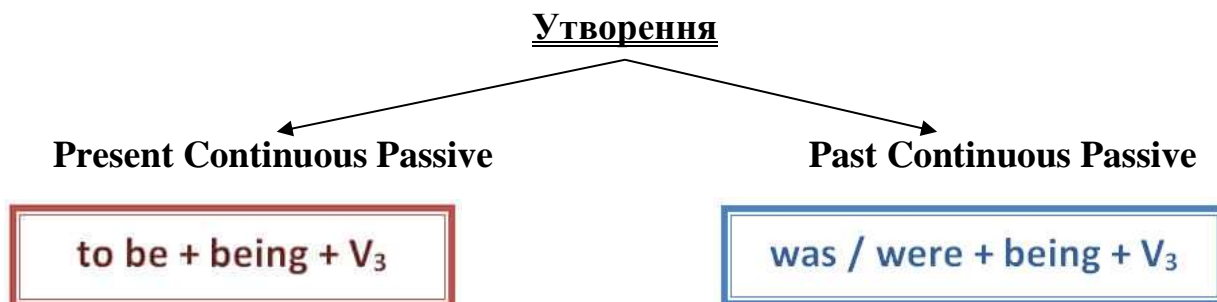 Утворення
Present Continuous Passive
Past Continuous Passive
to be + being + V₃
was / were + being + V₃